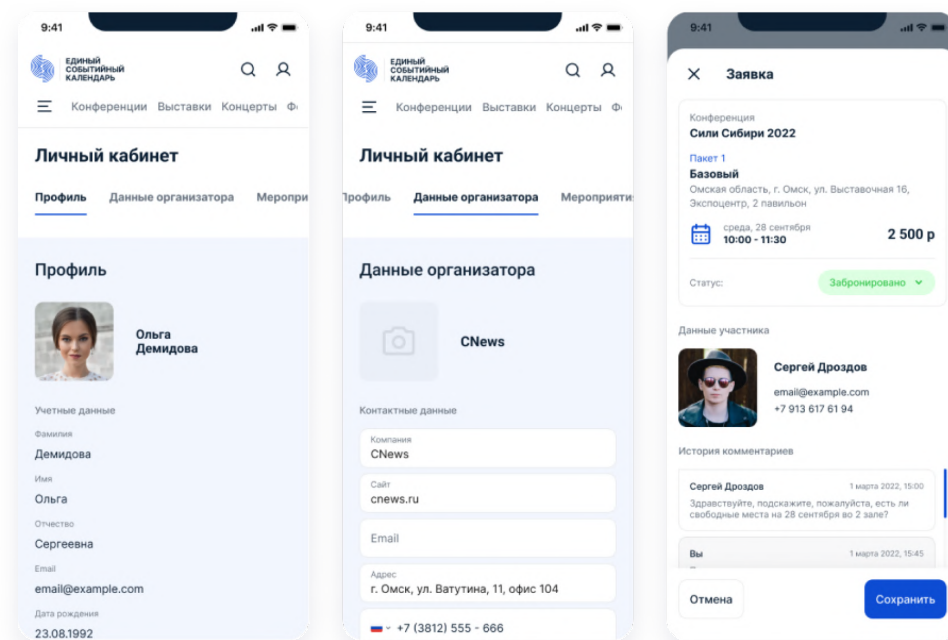 9:41
ЕДИНЫЙ
СОБЫТИЙНЫЙ
КАЛЕНДАРЬ
Конференции Выставки Концерты
Личный кабинет
Профиль Данные организатора Меропри
Профиль
Ольга
Демидова
Учетные данные
Фамилия
Демидова
Имя
Ольга
Отчество
Сергеевна
Email
email@example.com
Дата рождения
23.08.1992
9:41
ЕДИНЫЙ
СОБЫТИЙНЫЙ
КАЛЕНДАРЬ
Конференции Выставки Концерты
Личный кабинет
Профиль Данные организатора Мероприятия
Данные организатора
CNews
Контактные данные
Компания
CNews
Сайт
cnews.ru
Email
Адрес
г. Омск, ул. Ватутина, 11, офис 104
+7 (3812) 555 - 666
9:41
Заявка
Конференция
Сили Сибири 2022
Пакет 1
Базовый
Омская область, г. Омск, ул. Выставочная 16,
Экспоцентр, 2 павильон
среда, 28 сентября
10:00 - 11:30
2 500 р
Статус:
Забронировано
Данные участника
Сергей Дроздов
email@example.com
+7 913 617 61 94
История комментариев
Сергей Дроздов 1 марта 2022, 15:00
Здравствуйте, подскажите, пожалуйста, есть ли
свободные места на 28 сентября во 2 зале?
Вы 1 марта 2022, 15:45
Отмена
Сохранить